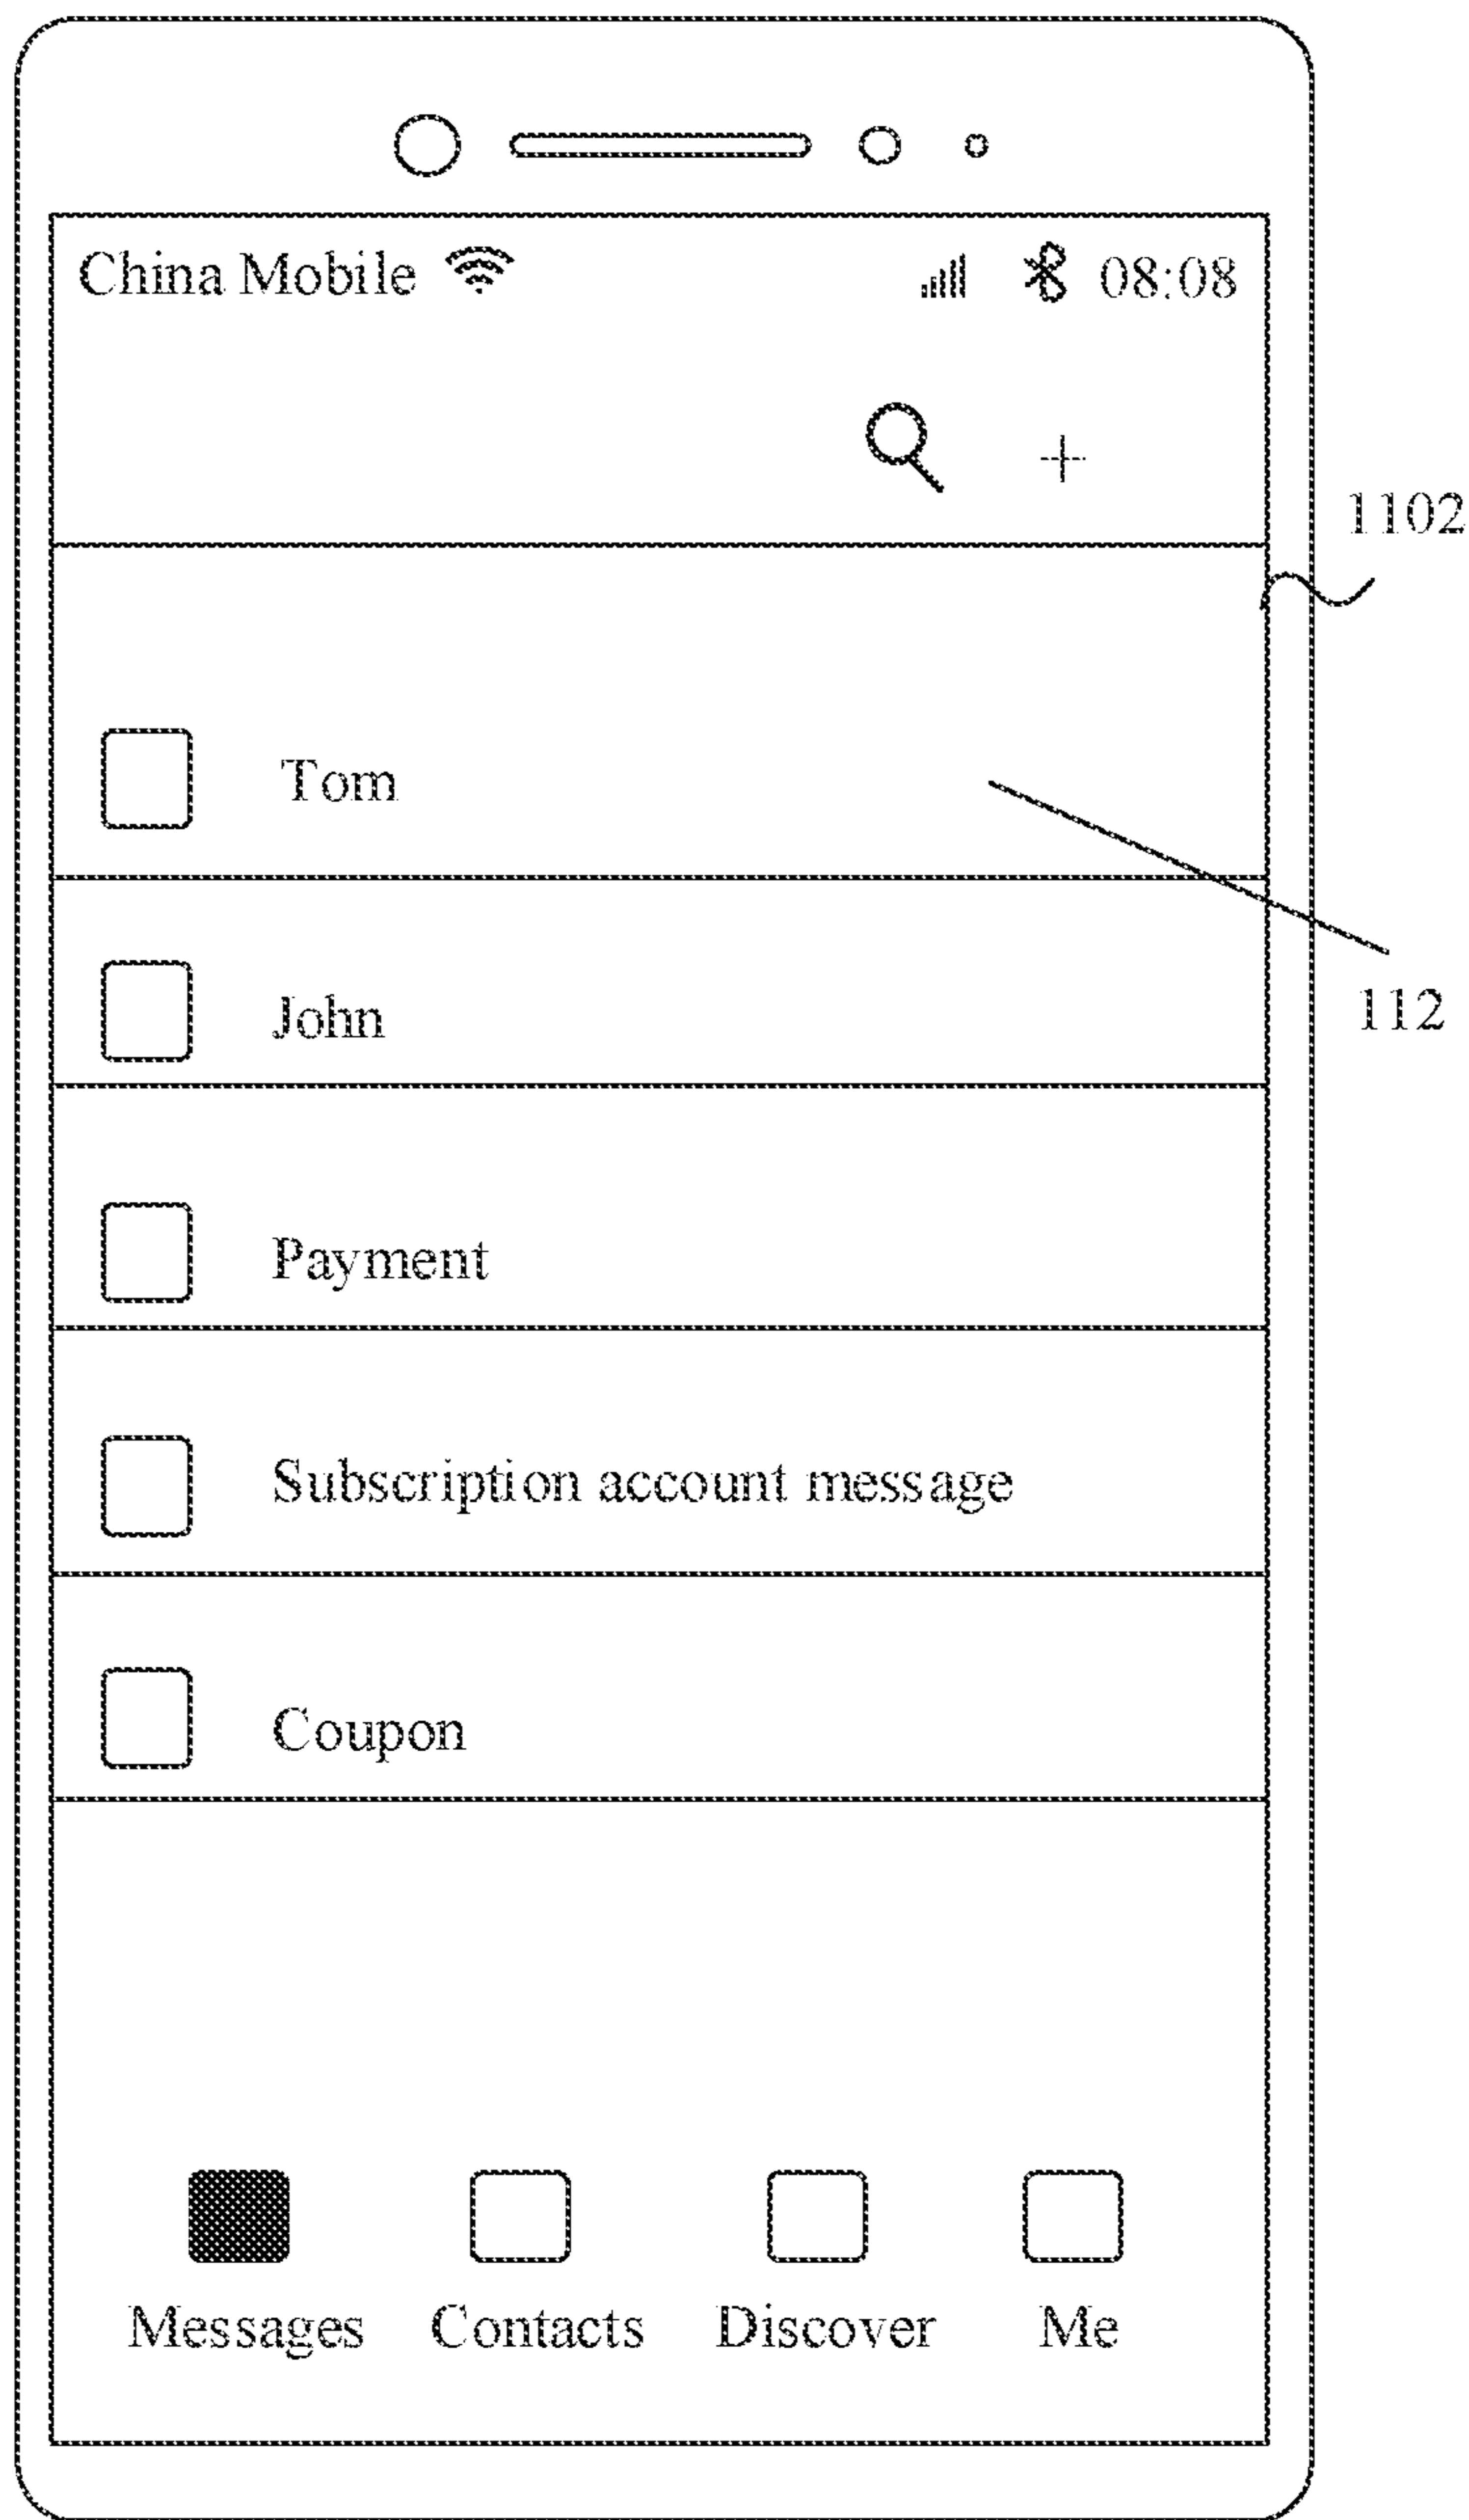 China Mobile 08:08
1102
Tom
112
John
Payment
Subscription account message
Coupon
Messages Contacts Discover Me